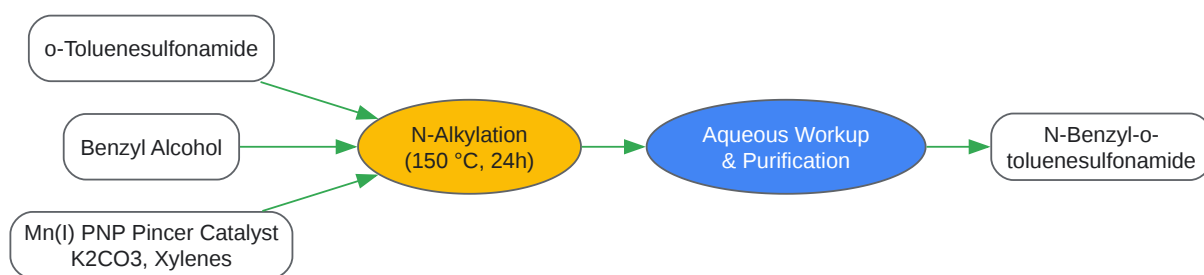 o-Toluenesulfonamide
Benzyl Alcohol
Mn(I) PNP Pincer Catalyst
K2CO3, Xylenes
N-Alkylation
(150 °C, 24h)
Aqueous Workup
& Purification
N-Benzyl-o-
toluenesulfonamide